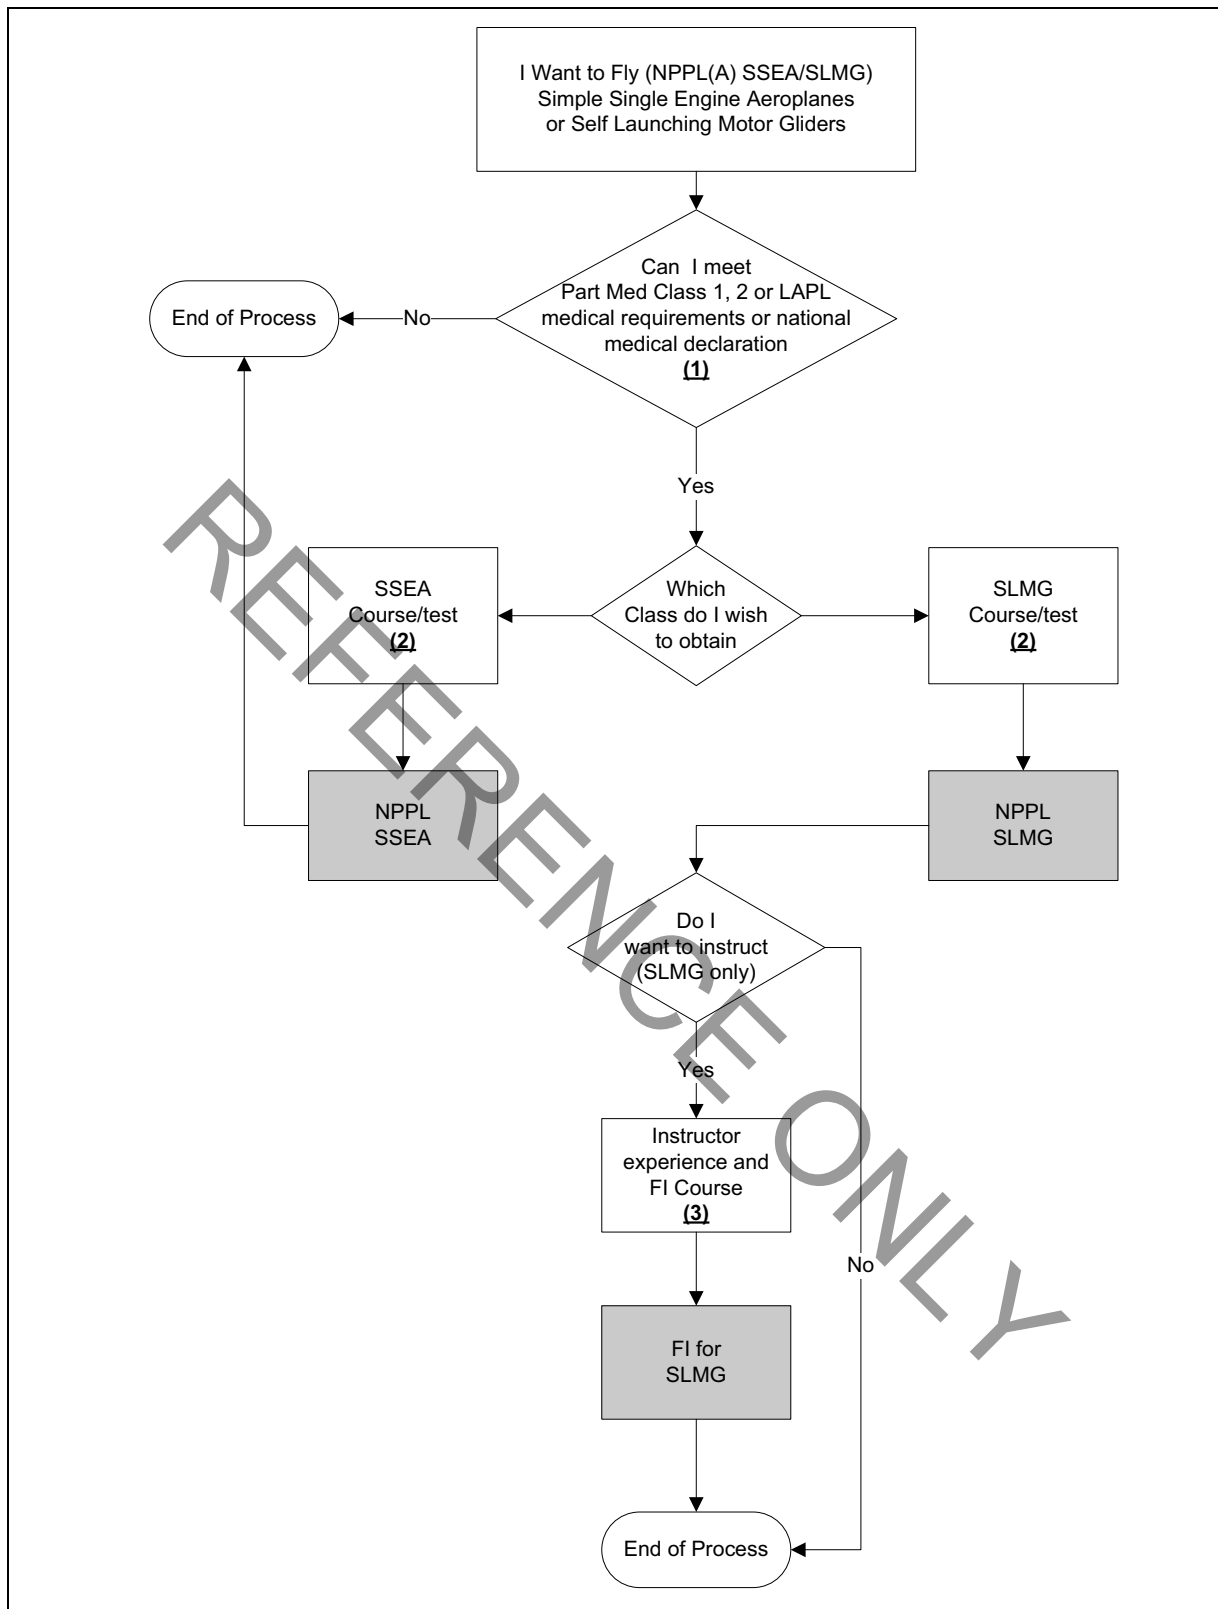 I Want to Fly (NPPL(A) SSEA/SLMG)
Simple Single Engine Aeroplanes
or Self Launching Motor Gliders
Can I meet
Part Med Class 1, 2 or LAPL
medical requirements or national
medical declaration
(1)
No
End of Process
Yes
Which
Class do I wish
to obtain
SSEA
Course/test
(2)
SLMG
Course/test
(2)
NPPL
SSEA
NPPL
SLMG
Do I
want to instruct
(SLMG only)
Yes
No
Instructor
experience and
FI Course
(3)
FI for
SLMG
End of Process
REFERENCE ONLY